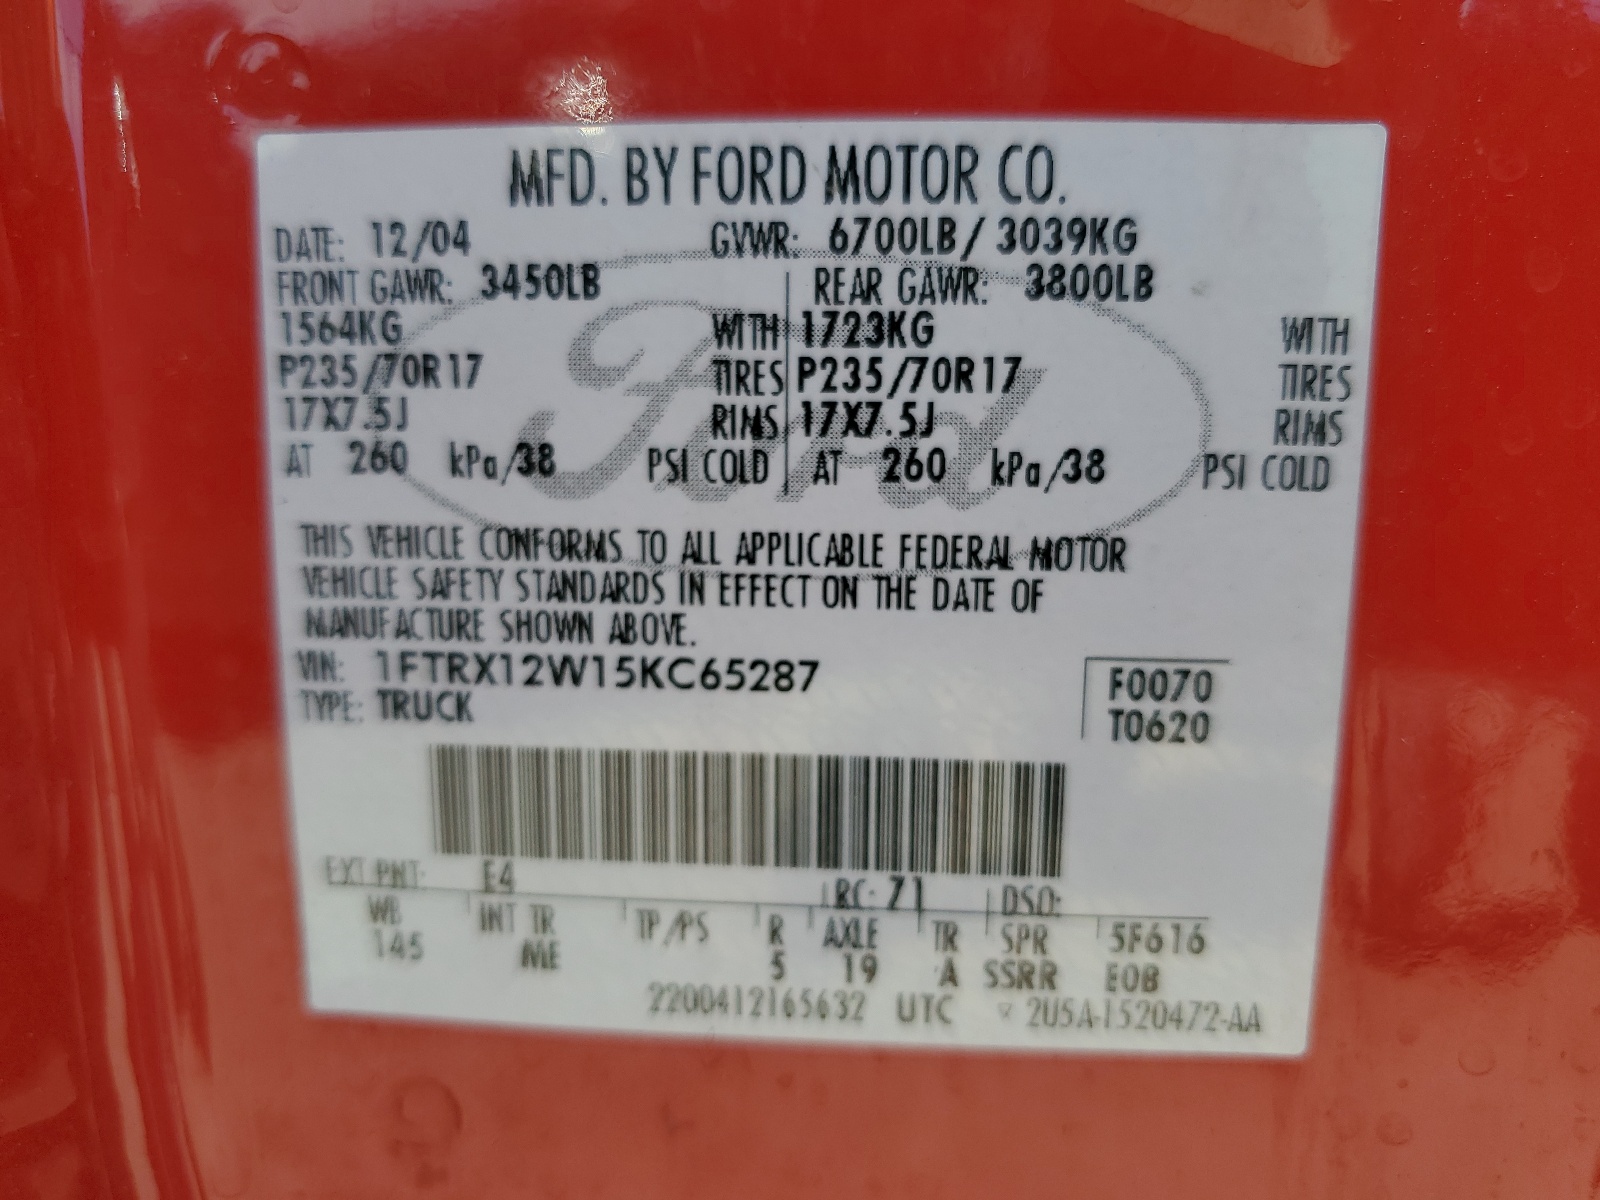 MFD. BY FORD MOTOR CO.
DATE: 12/04 GVWR: 6700LB / 3039KG
FRONT GAWR: 3450LB REAR GAWR: 3800LB
1564KG WITH 1723KG WITH
P235/70R17 TIRES P235/70R17 TIRES
17X7.5J RIMS 17X7.5J RIMS
AT 260 kPa/38 PSI COLD AT 260 kPa/38 PSI COLD
Ford
THIS VEHICLE CONFORMS TO ALL APPLICABLE FEDERAL MOTOR
VEHICLE SAFETY STANDARDS IN EFFECT ON THE DATE OF
MANUFACTURE SHOWN ABOVE.
VIN: 1FTRX12W15KC65287 F0070
TYPE: TRUCK T0620
EXT PNT: E4 RC: 71 DSO:
WB INT TR TP/PS R AXLE TR SPR 5F616
145 ME 5 19 A SSRR E0B
2200412165632 UTC ▽ 2U5A-1520472-AA